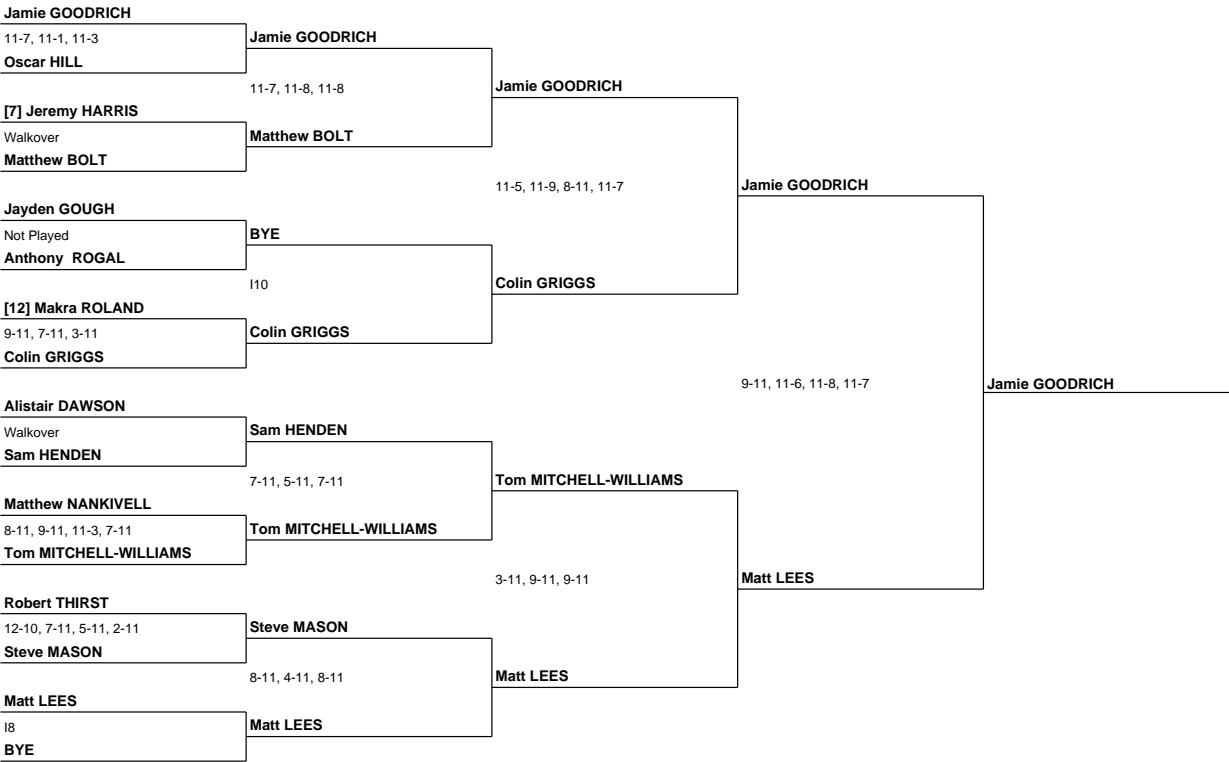 Jamie GOODRICH
11-7, 11-1, 11-3
Oscar HILL
[7] Jeremy HARRIS
Walkover
Matthew BOLT
Jayden GOUGH
Not Played
Anthony  ROGAL
[12] Makra ROLAND
9-11, 7-11, 3-11
Colin GRIGGS
Alistair DAWSON
Walkover
Sam HENDEN
Matthew NANKIVELL
8-11, 9-11, 11-3, 7-11
Tom MITCHELL-WILLIAMS
Robert THIRST
12-10, 7-11, 5-11, 2-11
Steve MASON
Matt LEES
I8
BYE
Jamie GOODRICH
11-7, 11-8, 11-8
Matthew BOLT
BYE
I10
Colin GRIGGS
Sam HENDEN
7-11, 5-11, 7-11
Tom MITCHELL-WILLIAMS
Steve MASON
8-11, 4-11, 8-11
Matt LEES
Jamie GOODRICH
11-5, 11-9, 8-11, 11-7
Colin GRIGGS
Tom MITCHELL-WILLIAMS
3-11, 9-11, 9-11
Matt LEES
Jamie GOODRICH
9-11, 11-6, 11-8, 11-7
Matt LEES
Jamie GOODRICH